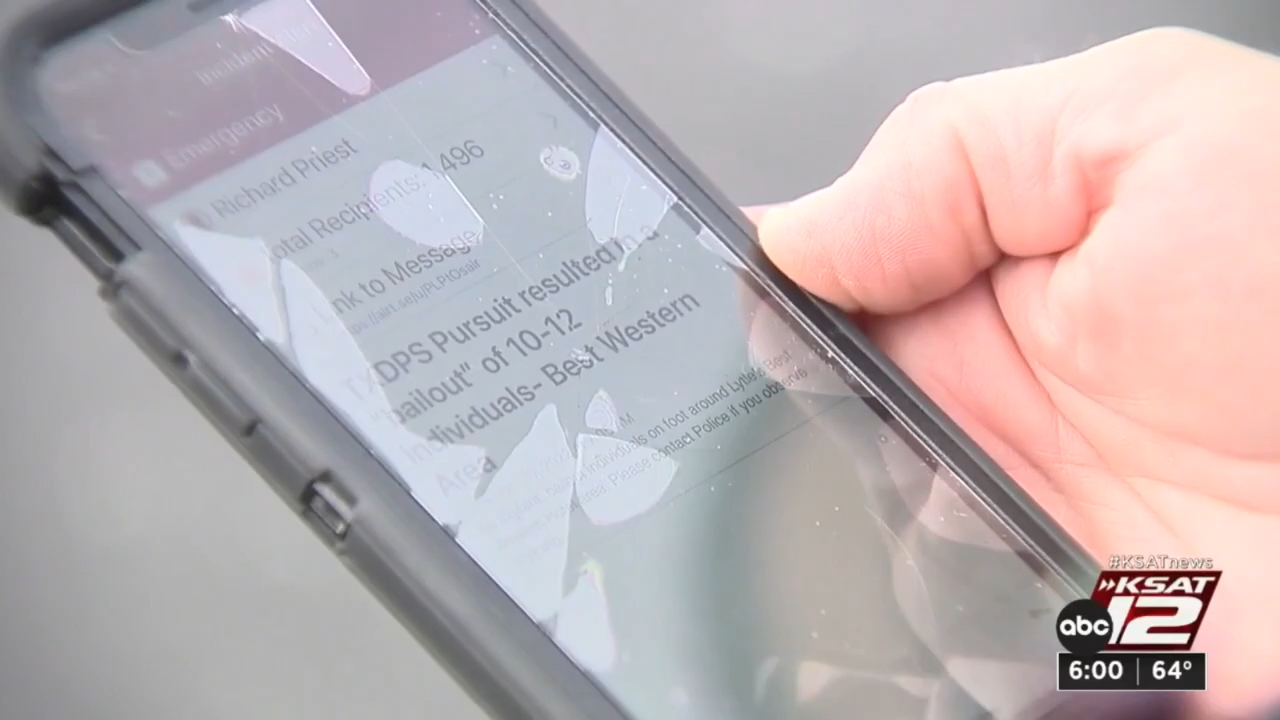 Incident Alert
Emergency
Richard Priest
Total Recipients: 1,496
Link to Message
TXDPS Pursuit resulted in a
"bailout" of 10-12
individuals- Best Western
Area
individuals on foot around Lytle's Best
area. Please contact Police if you observe
#KSATnews
KSAT
abc 12
6:00 64°